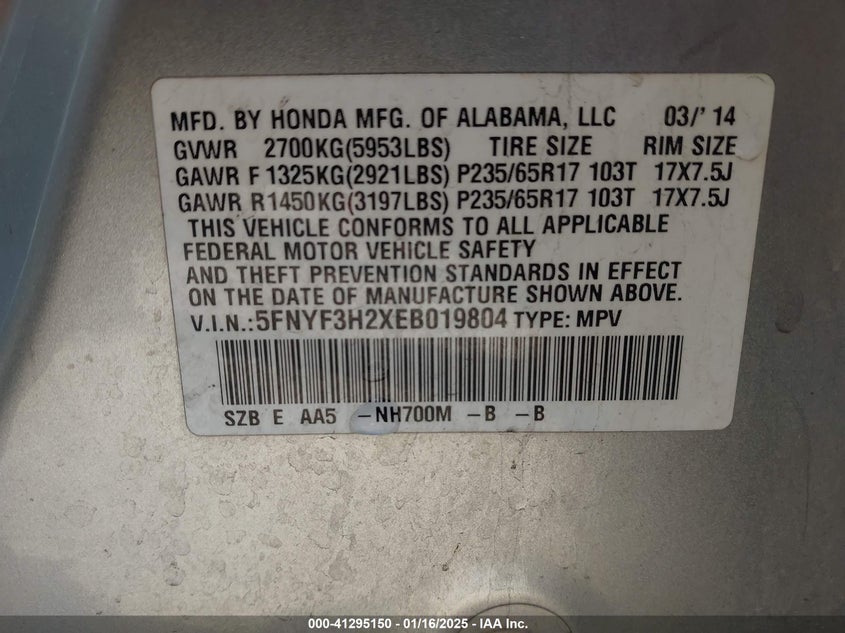 MFD. BY HONDA MFG. OF ALABAMA, LLC 03/' 14
GVWR 2700KG(5953LBS) TIRE SIZE RIM SIZE
GAWR F 1325KG(2921LBS) P235/65R17 103T 17X7.5J
GAWR R1450KG(3197LBS) P235/65R17 103T 17X7.5J
THIS VEHICLE CONFORMS TO ALL APPLICABLE
FEDERAL MOTOR VEHICLE SAFETY
AND THEFT PREVENTION STANDARDS IN EFFECT
ON THE DATE OF MANUFACTURE SHOWN ABOVE.
V.I.N.:5FNYF3H2XEB019804 TYPE: MPV
SZB E AA5 -NH700M -B -B
000-41295150 - 01/16/2025 - IAA Inc.